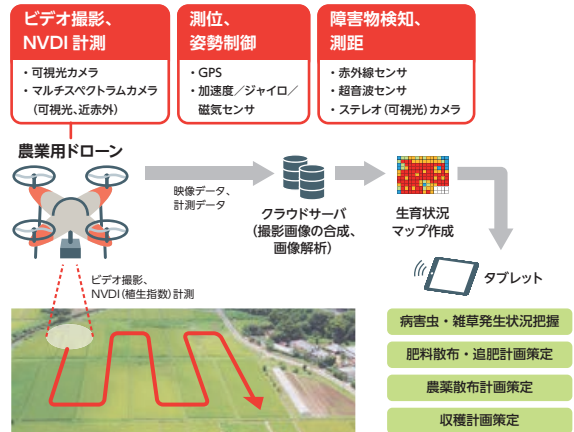 ビデオ撮影、
NVDI 計測
・可視光カメラ
・マルチスペクトラムカメラ
（可視光、近赤外）
測位、
姿勢制御
・GPS
・加速度／ジャイロ／
磁気センサ
障害物検知、
測距
・赤外線センサ
・超音波センサ
・ステレオ（可視光）カメラ
農業用ドローン
映像データ、
計測データ
クラウドサーバ
（撮影画像の合成、
画像解析）
生育状況
マップ作成
タブレット
ビデオ撮影、
NVDI（植生指数）計測
病害虫・雑草発生状況把握
肥料散布・追肥計画策定
農薬散布計画策定
収穫計画策定